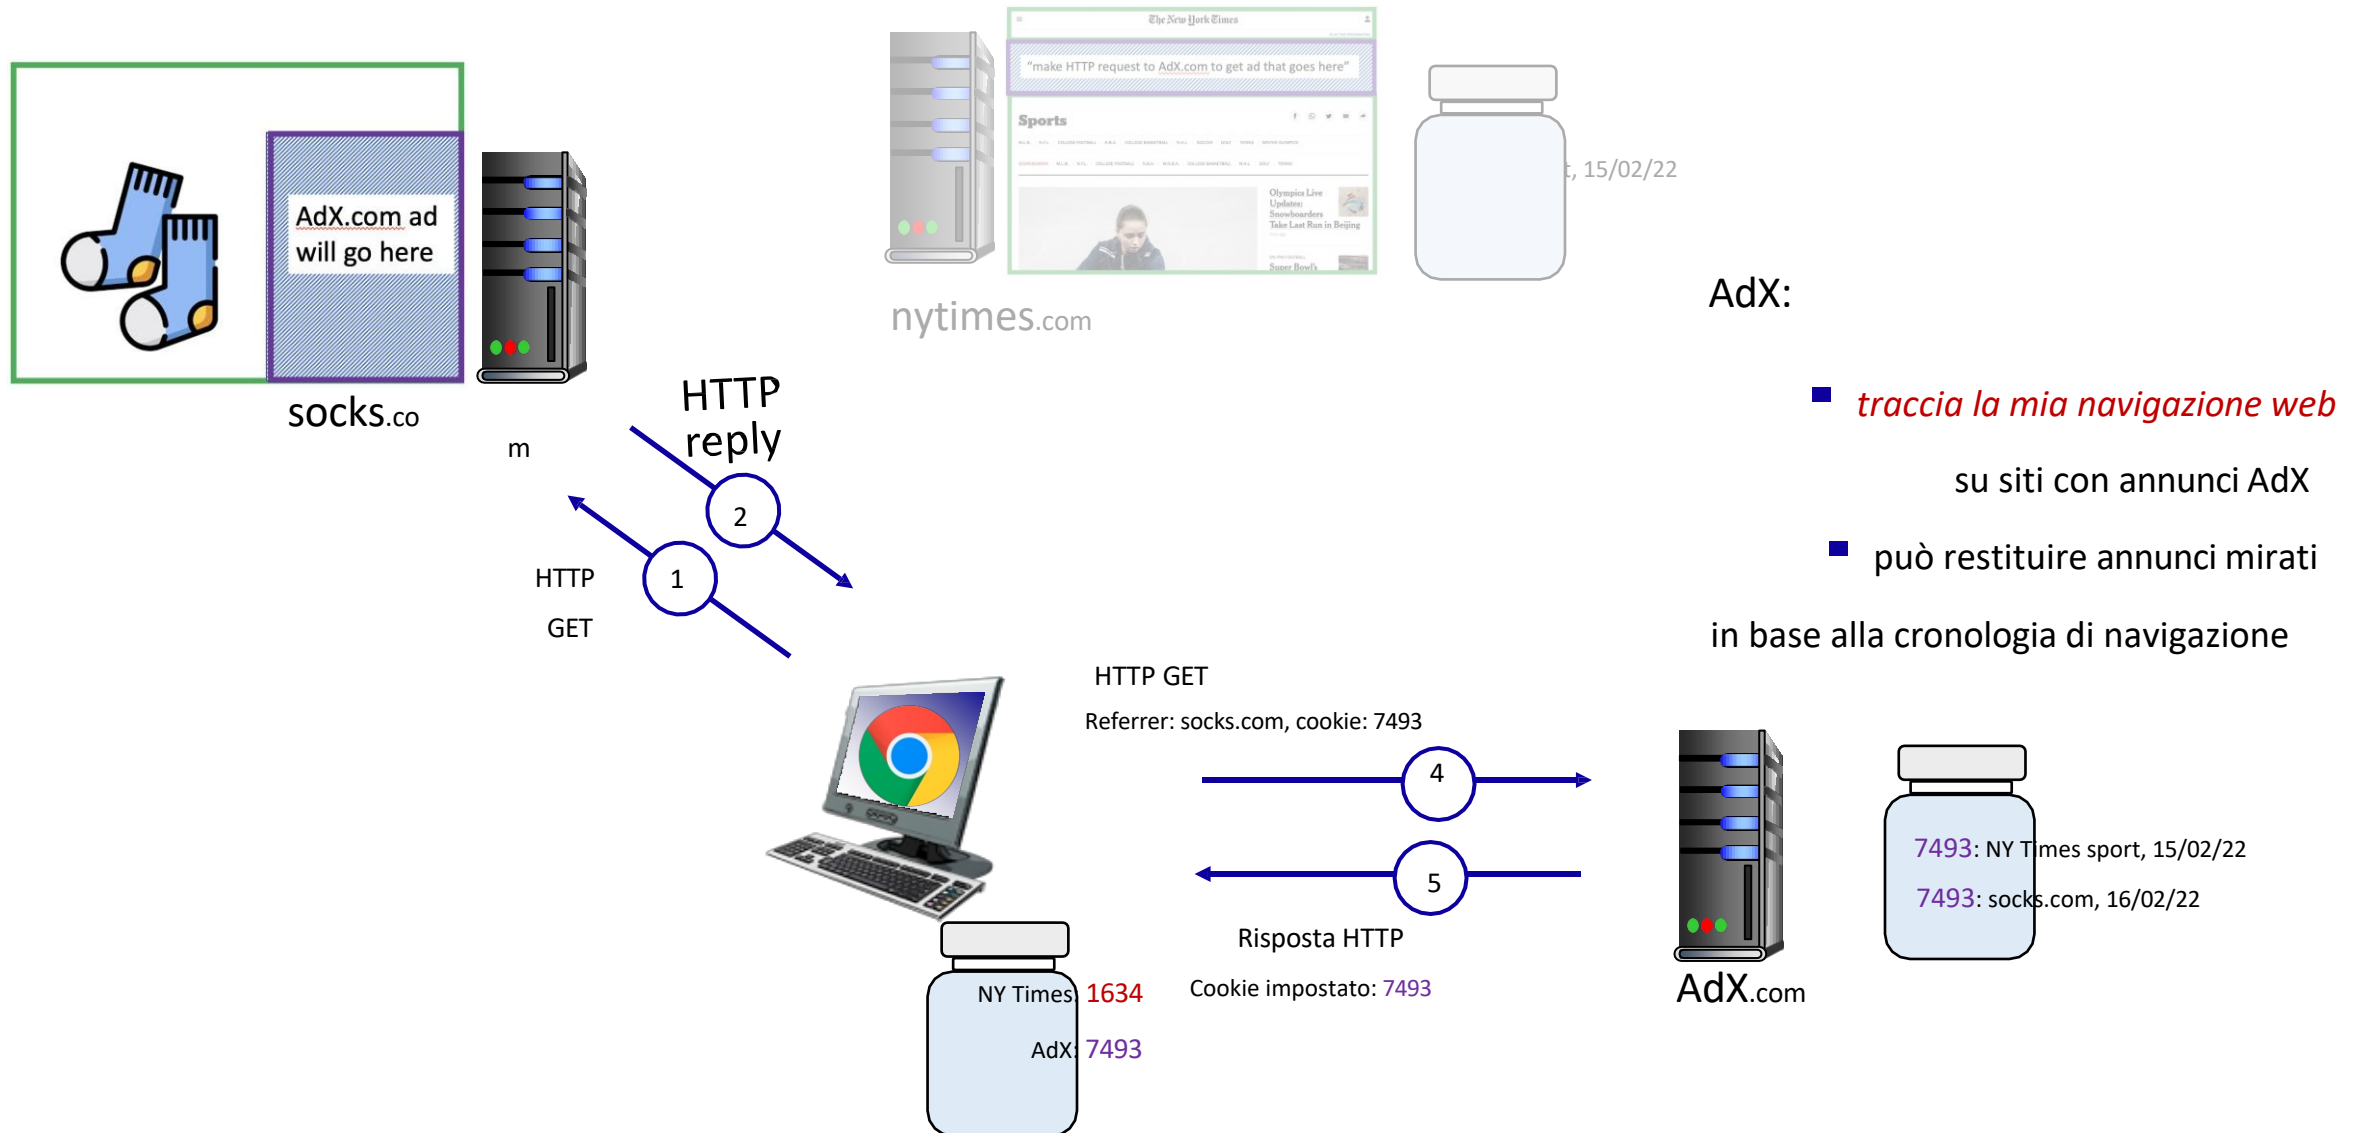 The New York Times
"make HTTP request to AdX.com to get ad that goes here"
Sports
Olympics Live
Updates:
Snowboarders
Take Last Run in Beijing
Super Bowl's
t, 15/02/22
nytimes.com
AdX.com ad
will go here
socks.co
m
HTTP
reply
2
1
HTTP
GET
AdX:
traccia la mia navigazione web
su siti con annunci AdX
può restituire annunci mirati
in base alla cronologia di navigazione
HTTP GET
Referrer: socks.com, cookie: 7493
4
5
Risposta HTTP
Cookie impostato: 7493
NY Times: 1634
AdX: 7493
7493: NY Times sport, 15/02/22
7493: socks.com, 16/02/22
AdX.com